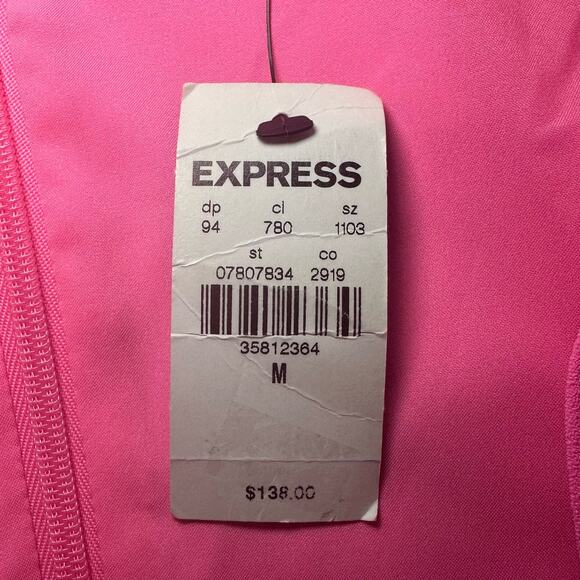 EXPRESS
dp cl sz
94 780 1103
st co
07807834 2919
35812364
M
$138.00